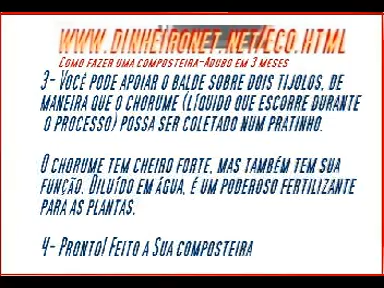 www.dinheironet.net/eco.html
Como fazer uma composteira-Adubo em 3 meses
3- Você pode apoiar o balde sobre dois tijolos, de
maneira que o chorume (líquido que escorre durante
o processo) possa ser coletado num pratinho.
O chorume tem cheiro forte, mas também tem sua
função. Diluído em água, é um poderoso fertilizante
para as plantas.
4- Pronto! Feito a Sua composteira